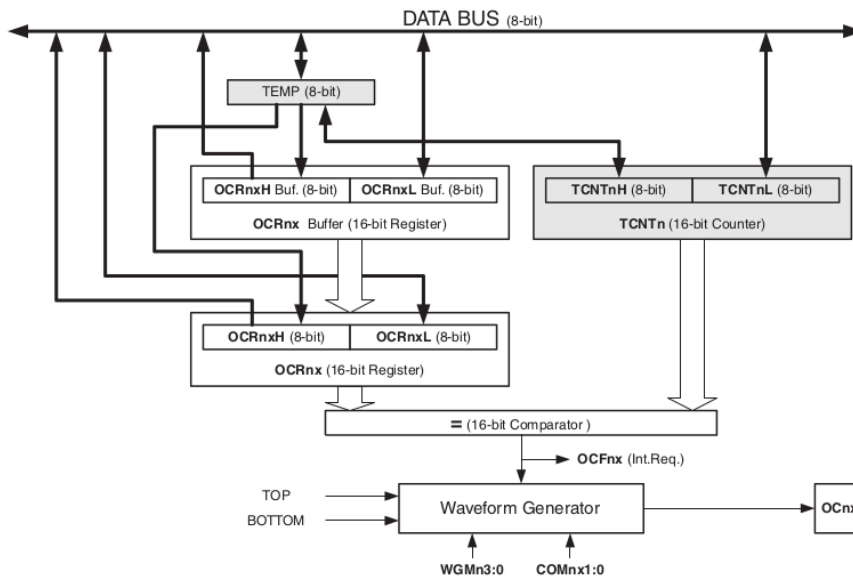 DATA BUS (8-bit)
TEMP (8-bit)
OCRnxH Buf. (8-bit) OCRnxL Buf. (8-bit)
OCRnx Buffer (16-bit Register)
TCNTnH (8-bit) TCNTnL (8-bit)
TCNTn (16-bit Counter)
OCRnxH (8-bit) OCRnxL (8-bit)
OCRnx (16-bit Register)
= (16-bit Comparator )
OCFnx (Int.Req.)
TOP
BOTTOM
Waveform Generator
OCnx
WGMn3:0 COMnx1:0